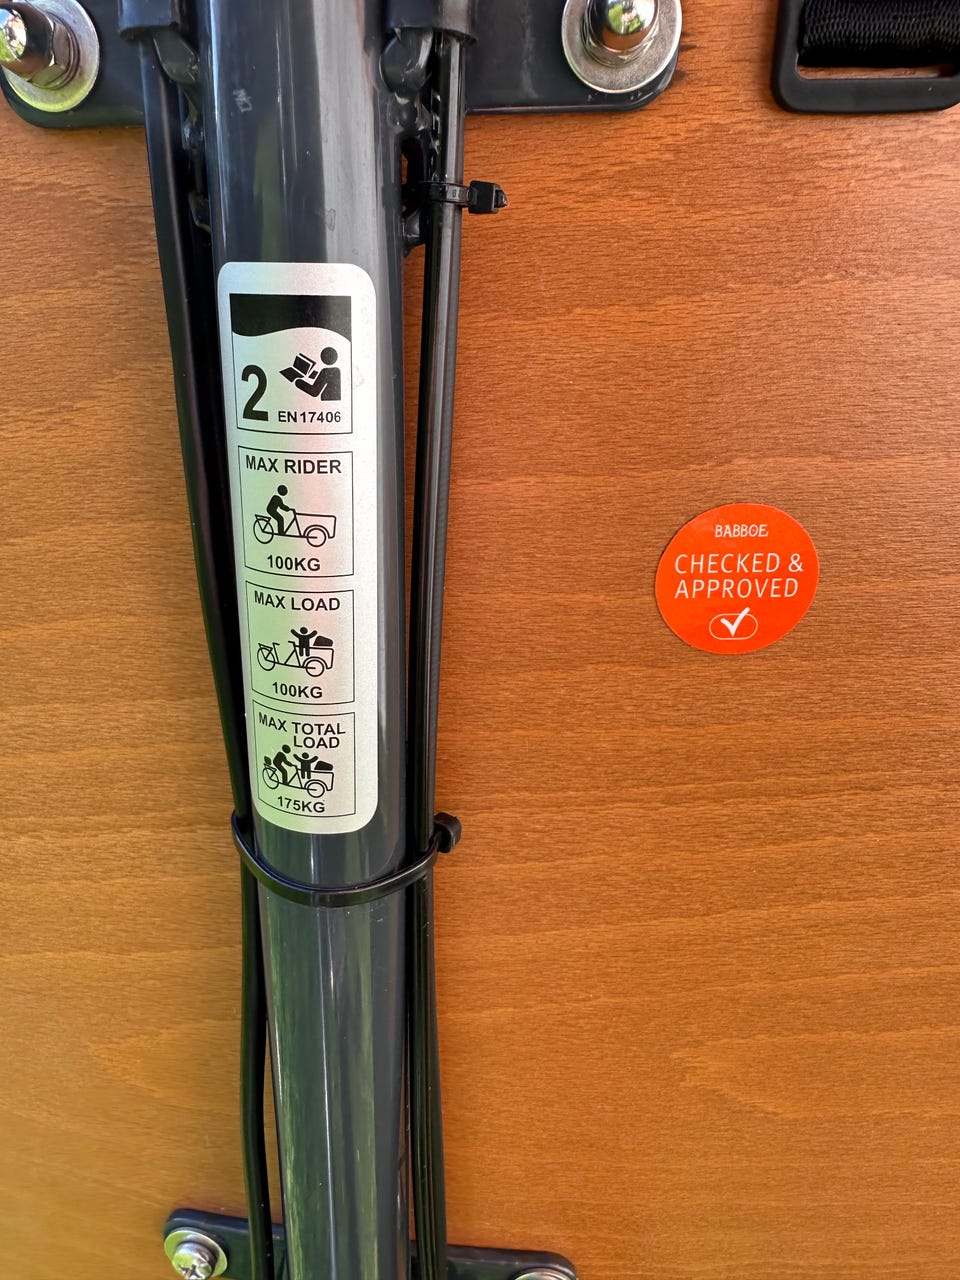 2
EN17406
MAX RIDER
100KG
MAX LOAD
100KG
MAX TOTAL
LOAD
175KG
BABBOE
CHECKED &
APPROVED